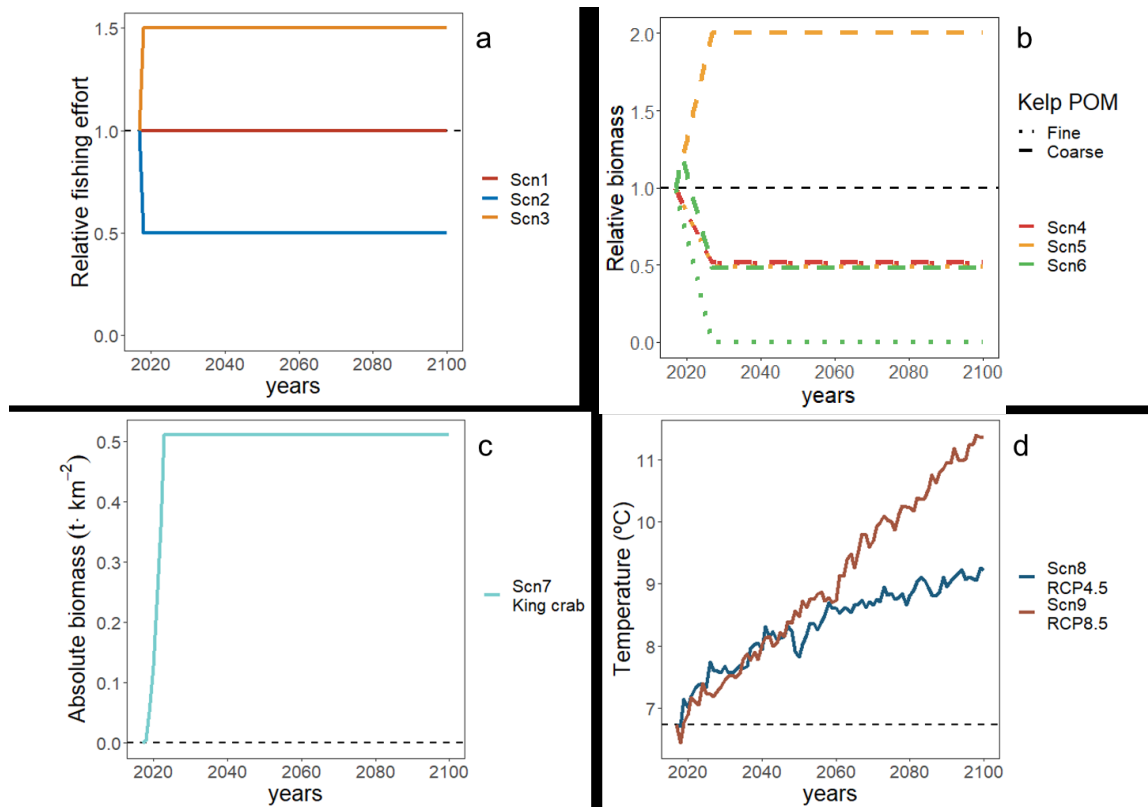 a
Relative fishing effort
1.5
1.0
0.5
0.0
2020 2040 2060 2080 2100
years
Scn1
Scn2
Scn3
b
Relative biomass
2.0
1.5
1.0
0.5
0.0
2020 2040 2060 2080 2100
years
Kelp POM
Fine
Coarse
Scn4
Scn5
Scn6
c
Absolute biomass (t· km⁻²)
0.5
0.4
0.3
0.2
0.1
0.0
2020 2040 2060 2080 2100
years
Scn7
King crab
d
Temperature (ºC)
11
10
9
8
7
2020 2040 2060 2080 2100
years
Scn8
RCP4.5
Scn9
RCP8.5